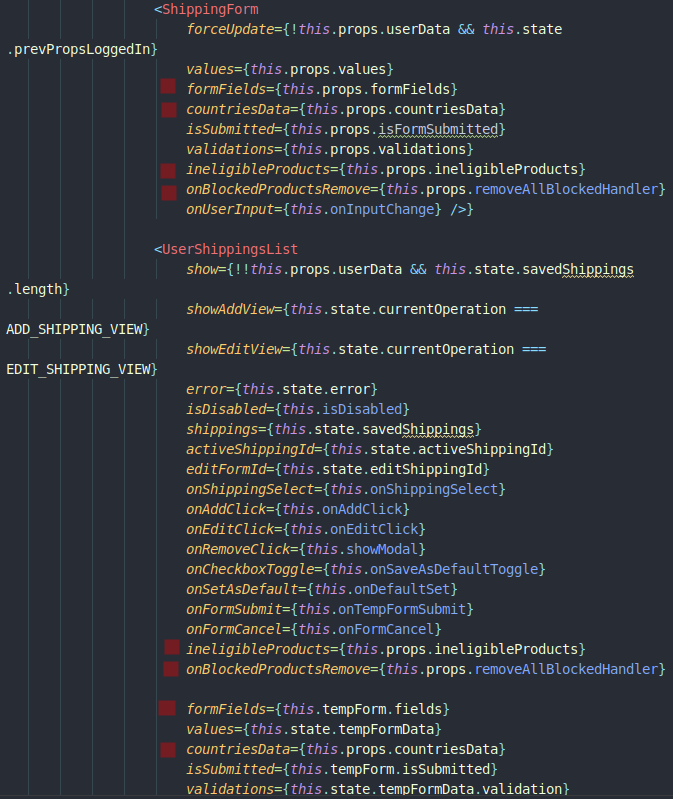 <ShippingForm
forceUpdate={!this.props.userData && this.state
.prevPropsLoggedIn}
values={this.props.values}
formFields={this.props.formFields}
countriesData={this.props.countriesData}
isSubmitted={this.props.isFormSubmitted}
validations={this.props.validations}
ineligibleProducts={this.props.ineligibleProducts}
onBlockedProductsRemove={this.props.removeAllBlockedHandler}
onUserInput={this.onInputChange} />}
<UserShippingsList
show={!!this.props.userData && this.state.savedShippings
.length}
showAddView={this.state.currentOperation ===
ADD_SHIPPING_VIEW}
showEditView={this.state.currentOperation ===
EDIT_SHIPPING_VIEW}
error={this.state.error}
isDisabled={this.isDisabled}
shippings={this.state.savedShippings}
activeShippingId={this.state.activeShippingId}
editFormId={this.state.editShippingId}
onShippingSelect={this.onShippingSelect}
onAddClick={this.onAddClick}
onEditClick={this.onEditClick}
onRemoveClick={this.showModal}
onCheckboxToggle={this.onSaveAsDefaultToggle}
onSetAsDefault={this.onDefaultSet}
onFormSubmit={this.onTempFormSubmit}
onFormCancel={this.onFormCancel}
ineligibleProducts={this.props.ineligibleProducts}
onBlockedProductsRemove={this.props.removeAllBlockedHandler}
formFields={this.tempForm.fields}
values={this.state.tempFormData}
countriesData={this.props.countriesData}
isSubmitted={this.tempForm.isSubmitted}
validations={this.state.tempFormData.validation}